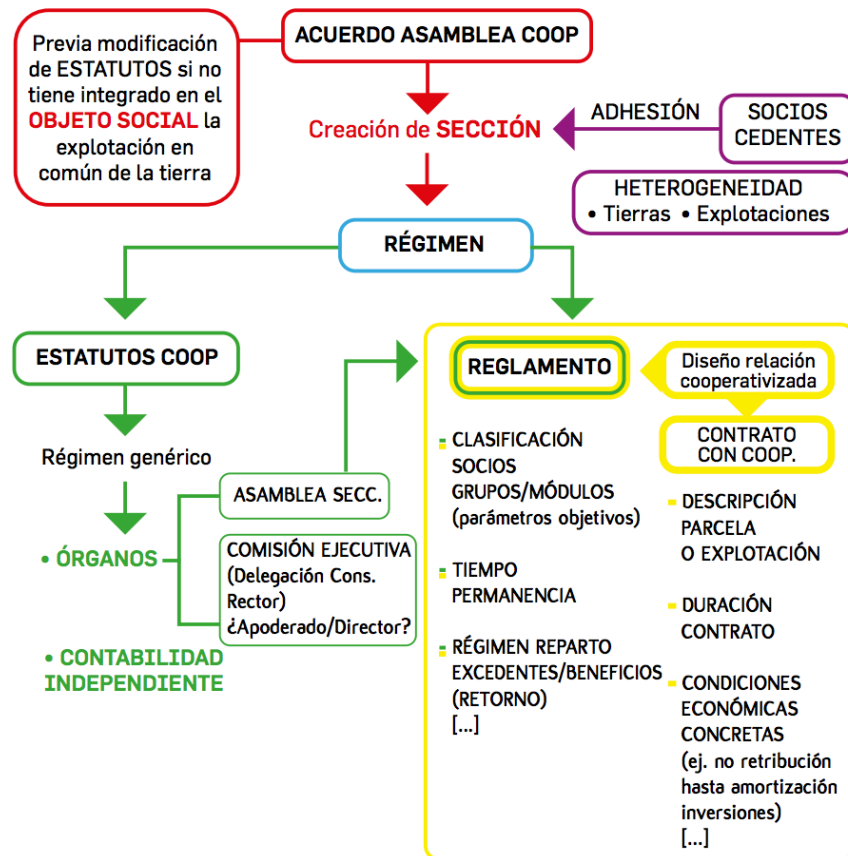 Previa modificación
de ESTATUTOS si no
tiene integrado en el
OBJETO SOCIAL la
explotación en
común de la tierra
ACUERDO ASAMBLEA COOP
Creación de SECCIÓN
ADHESIÓN
SOCIOS
CEDENTES
HETEROGENEIDAD
• Tierras • Explotaciones
RÉGIMEN
ESTATUTOS COOP
Régimen genérico
• ÓRGANOS
ASAMBLEA SECC.
COMISIÓN EJECUTIVA
(Delegación Cons.
Rector)
¿Apoderado/Director?
• CONTABILIDAD
INDEPENDIENTE
REGLAMENTO
CLASIFICACIÓN
SOCIOS
GRUPOS/MÓDULOS
(parámetros objetivos)
TIEMPO
PERMANENCIA
RÉGIMEN REPARTO
EXCEDENTES/BENEFICIOS
(RETORNO)
[...]
Diseño relación
cooperativizada
CONTRATO
CON COOP.
DESCRIPCIÓN
PARCELA
O EXPLOTACIÓN
DURACIÓN
CONTRATO
CONDICIONES
ECONÓMICAS
CONCRETAS
(ej. no retribución
hasta amortización
inversiones)
[...]